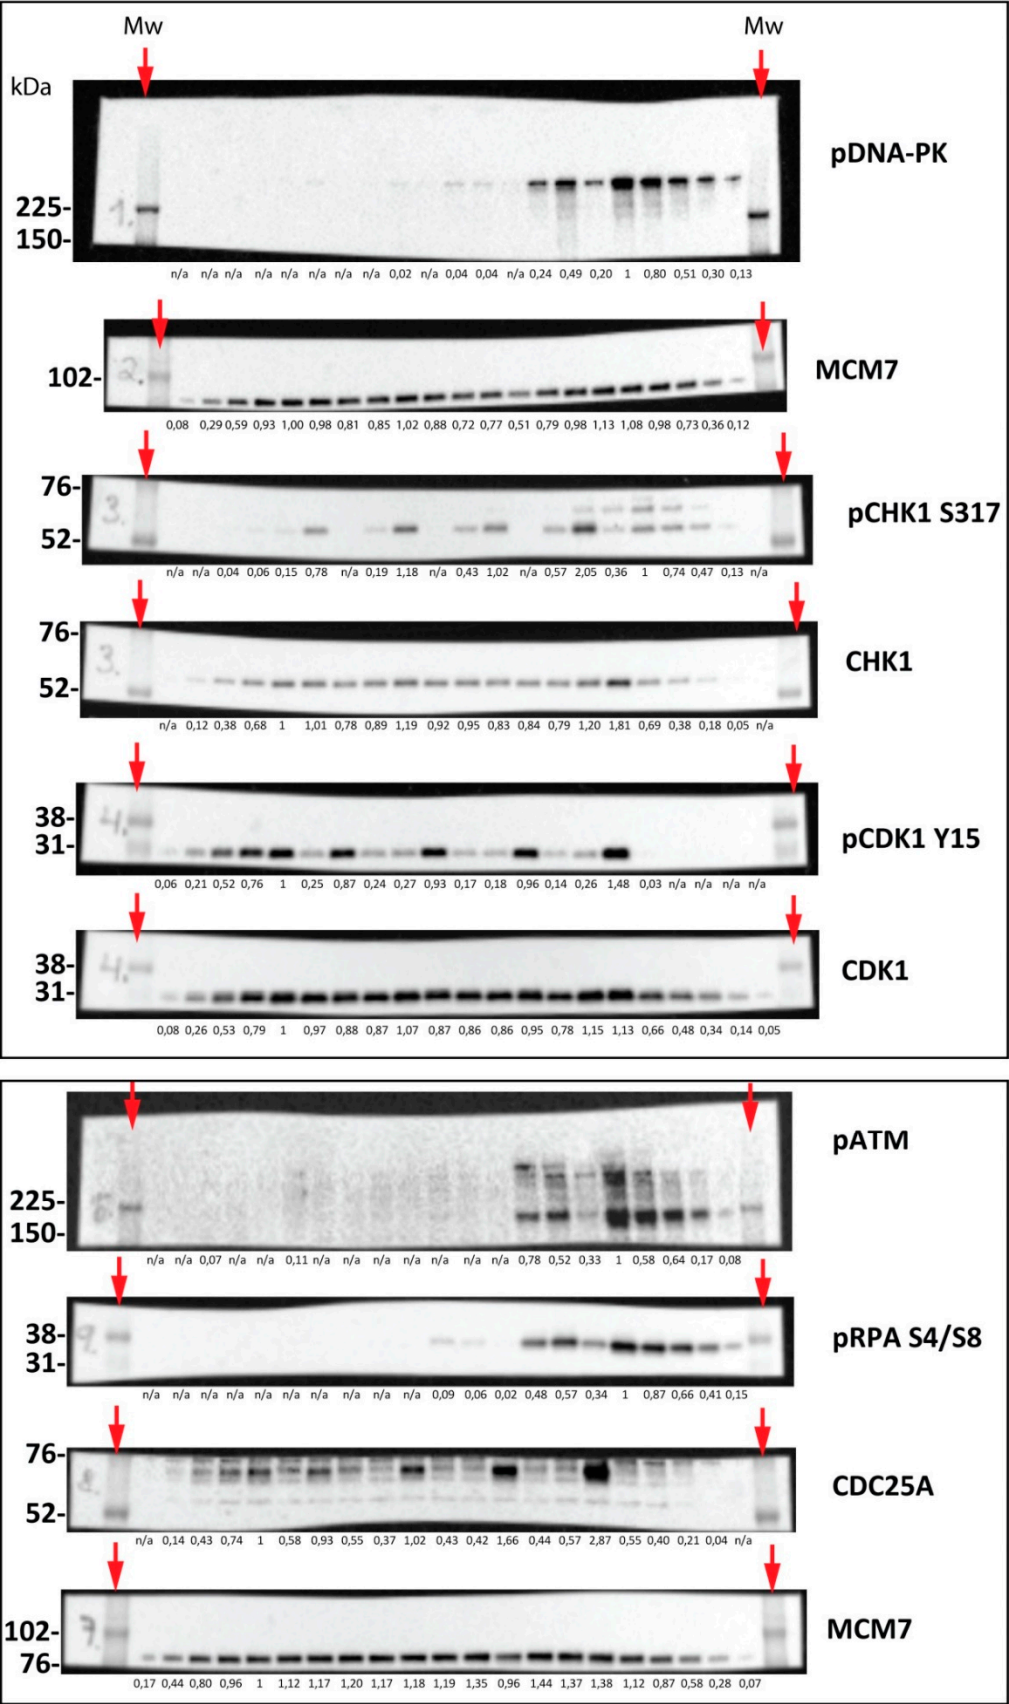 Mw Mw
kDa
pDNA-PK
225-
1.
150-
n/a n/a n/a n/a n/a n/a n/a n/a 0,02 n/a 0,04 0,04 n/a 0,24 0,49 0,20 1 0,80 0,51 0,30 0,13
2.
102-
MCM7
0,08 0,29 0,59 0,93 1,00 0,98 0,81 0,85 1,02 0,88 0,72 0,77 0,51 0,79 0,98 1,13 1,08 0,98 0,73 0,36 0,12
76-
3.
pCHK1 S317
52-
n/a n/a 0,04 0,06 0,15 0,78 n/a 0,19 1,18 n/a 0,43 1,02 n/a 0,57 2,05 0,36 1 0,74 0,47 0,13 n/a
76-
3.
CHK1
52-
n/a 0,12 0,38 0,68 1 1,01 0,78 0,89 1,19 0,92 0,95 0,83 0,84 0,79 1,20 1,81 0,69 0,38 0,18 0,05 n/a
38-
4.
31-
pCDK1 Y15
0,06 0,21 0,52 0,76 1 0,25 0,87 0,24 0,27 0,93 0,17 0,18 0,96 0,14 0,26 1,48 0,03 n/a n/a n/a n/a
38-
4.
CDK1
31-
0,08 0,26 0,53 0,79 1 0,97 0,88 0,87 1,07 0,87 0,86 0,86 0,95 0,78 1,15 1,13 0,66 0,48 0,34 0,14 0,05
pATM
225-
150-
n/a n/a 0,07 n/a n/a 0,11 n/a n/a n/a n/a n/a n/a n/a 0,78 0,52 0,33 1 0,58 0,64 0,17 0,08
38-
9.
pRPA S4/S8
31-
n/a n/a n/a n/a n/a n/a n/a n/a n/a n/a 0,09 0,06 0,02 0,48 0,57 0,34 1 0,87 0,66 0,41 0,15
76-
8.
CDC25A
52-
n/a 0,14 0,43 0,74 1 0,58 0,93 0,55 0,37 1,02 0,43 0,42 1,66 0,44 0,57 2,87 0,55 0,40 0,21 0,04 n/a
7.
102-
MCM7
76-
0,17 0,44 0,80 0,96 1 1,12 1,17 1,20 1,17 1,18 1,19 1,35 0,96 1,44 1,37 1,38 1,12 0,87 0,58 0,28 0,07